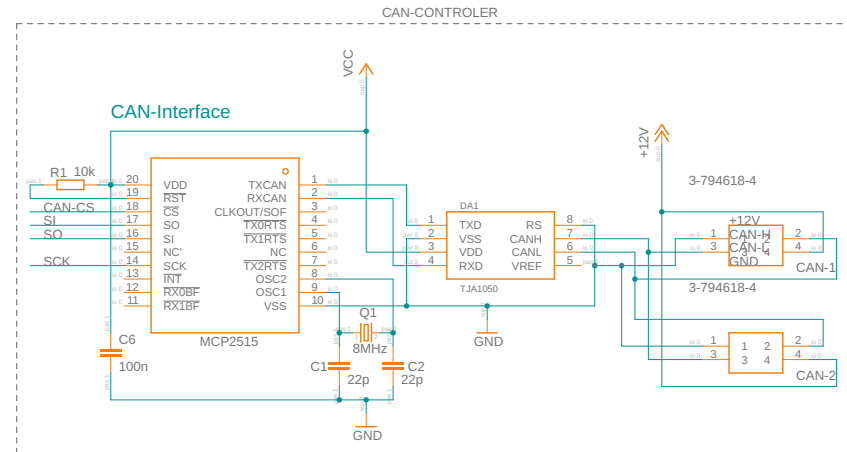 CAN-CONTROLER
VCC
CAN-Interface
+12V
R1 10k
3-794618-4
20 VDD TXCAN 1
19 RST RXCAN 2
CAN-CS 18 CS CLKOUT/SOF 3
SI 17 SO TX0RTS 4
SO 16 SI TX1RTS 5
15 NC' NC 6
SCK 14 SCK TX2RTS 7
13 INT OSC2 8
12 RX0BF OSC1 9
11 RX1BF VSS 10
MCP2515
DA1
1 TXD RS 8
2 VSS CANH 7
3 VDD CANL 6
4 RXD VREF 5
TJA1050
+12V
1 CAN-H 2
3 CAN-L 4
GND
CAN-1
3-794618-4
1 1 2 2
3 3 4 4
CAN-2
Q1
8MHz
C6
100n
C1
22p
C2
22p
GND
GND